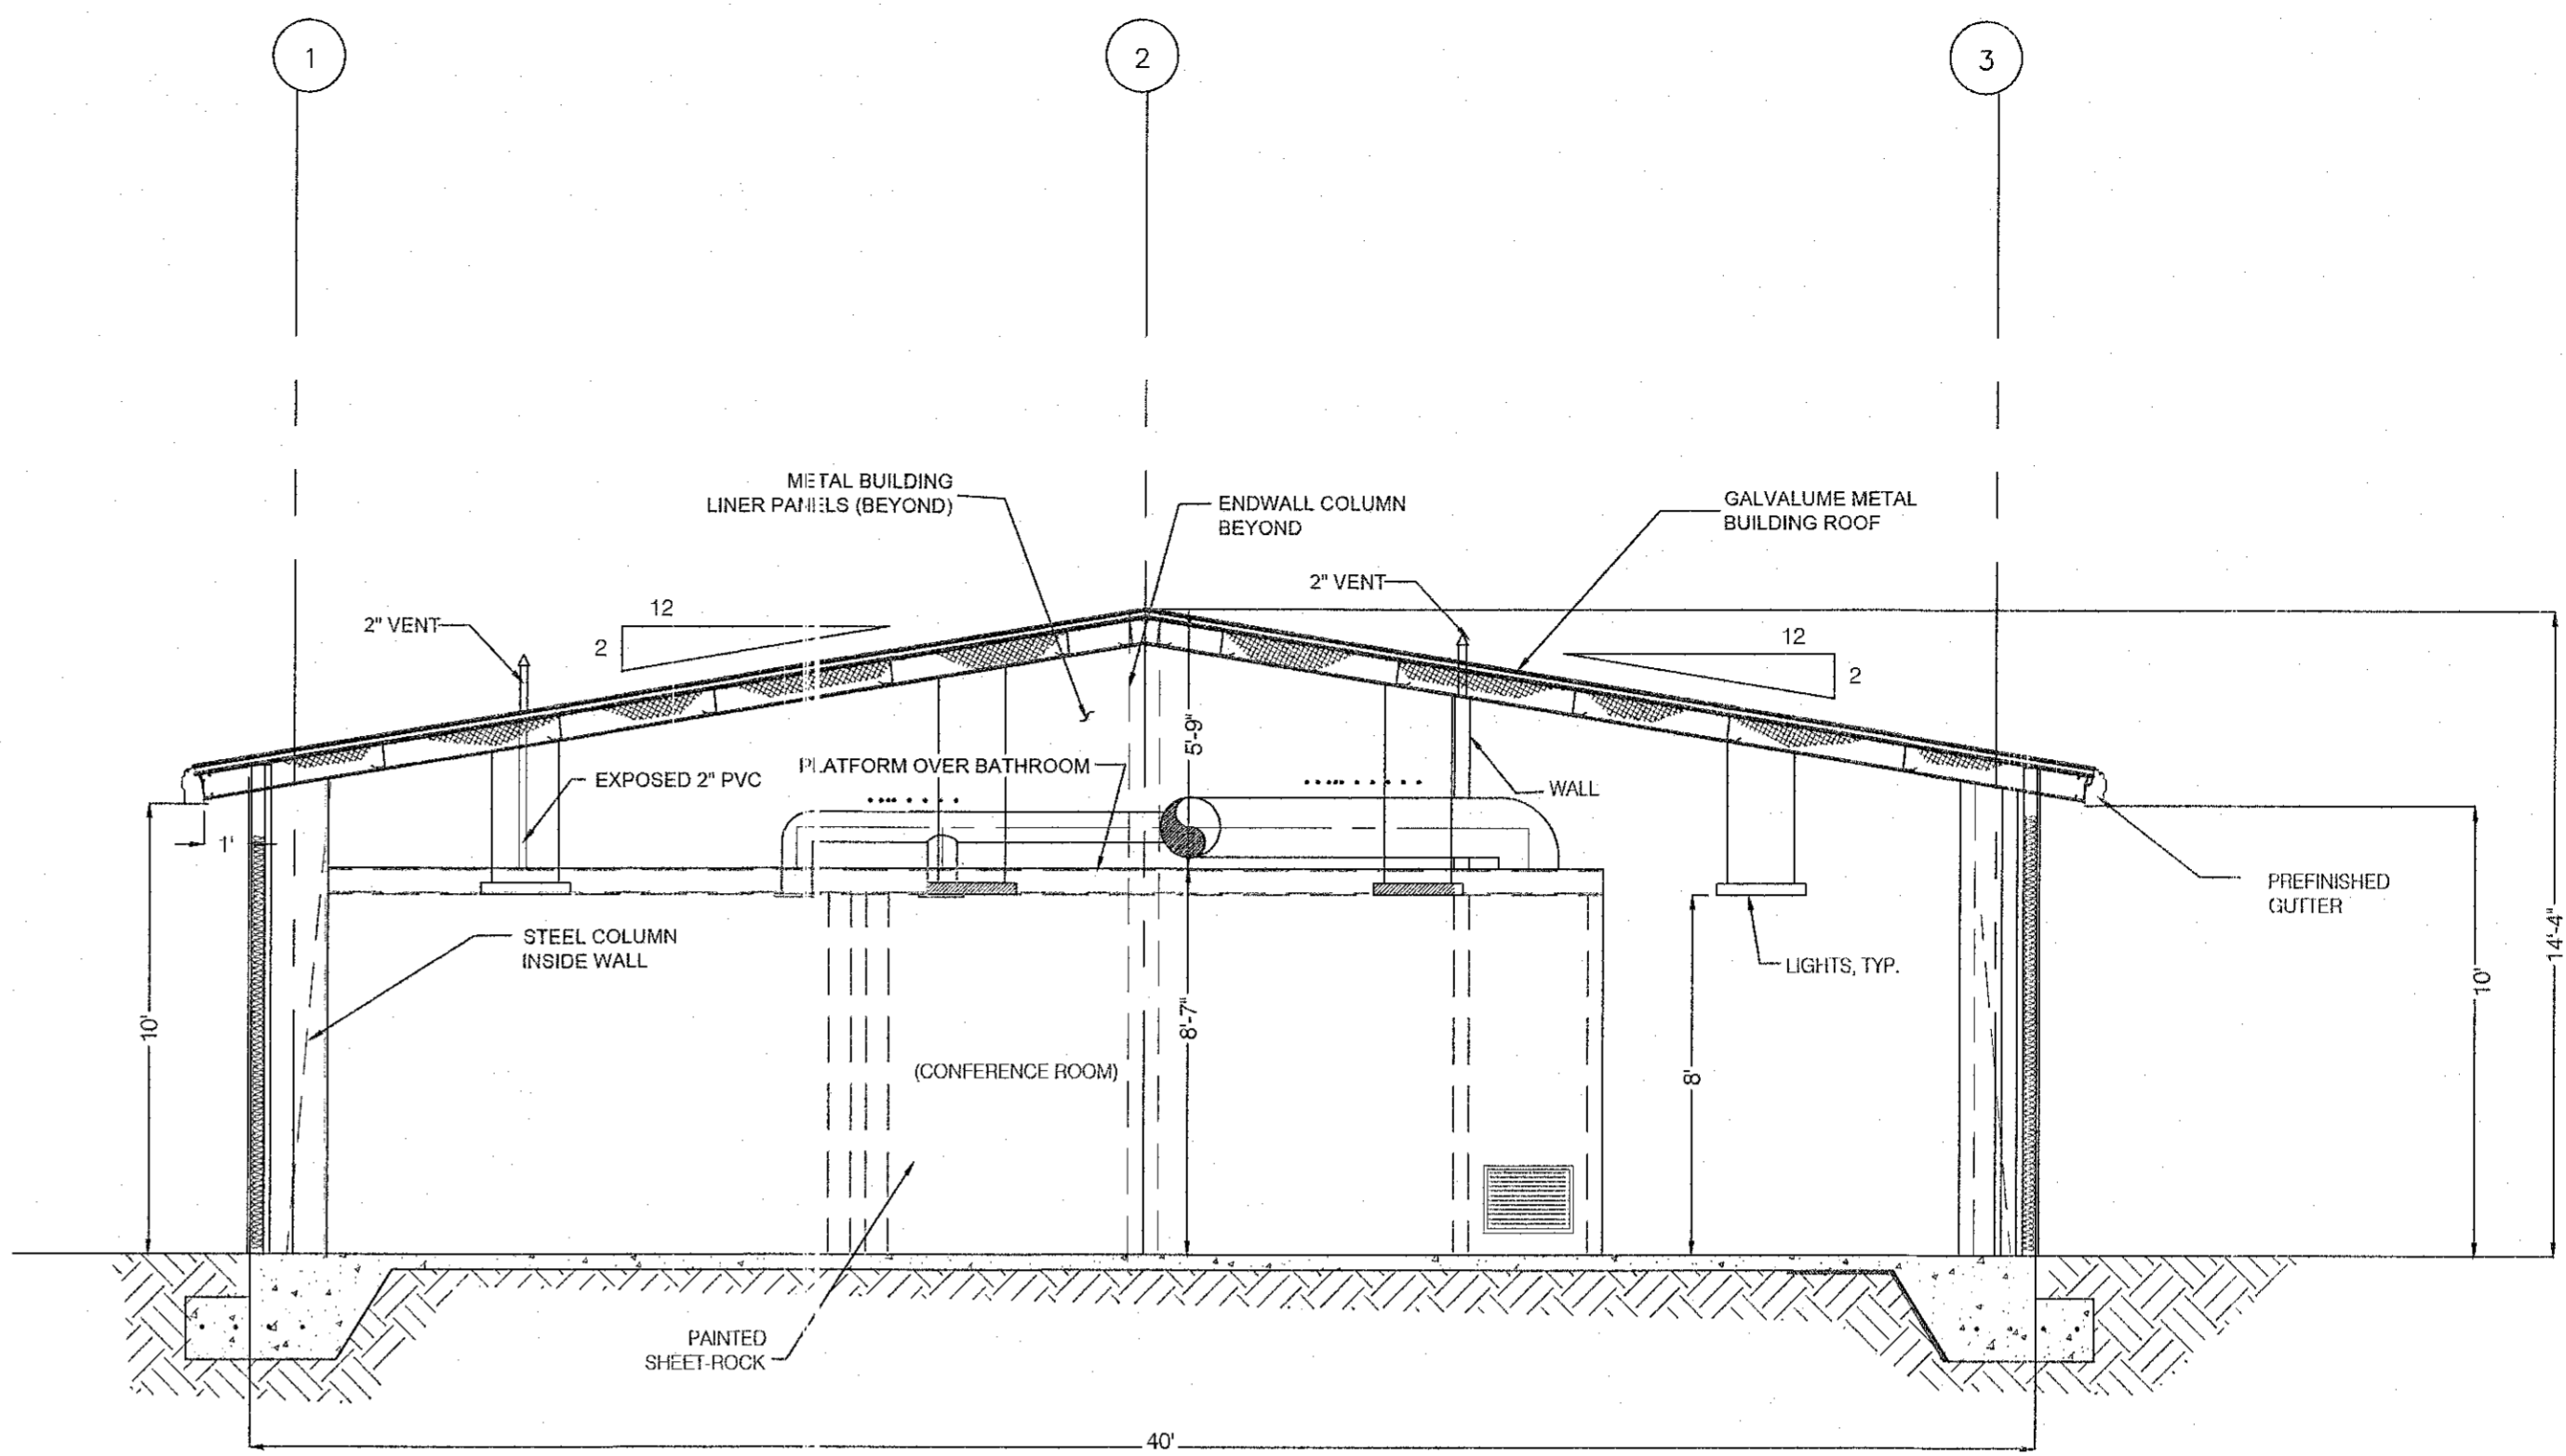 1
2
3
METAL BUILDING
LINER PANELS (BEYOND)
ENDWALL COLUMN
BEYOND
GALVALUME METAL
BUILDING ROOF
2" VENT
12
2
2" VENT
12
2
5'-9"
EXPOSED 2" PVC
PLATFORM OVER BATHROOM
WALL
1'
PREFINISHED
GUTTER
STEEL COLUMN
INSIDE WALL
LIGHTS, TYP.
14'-4"
10'
10'
8'-7"
8'
(CONFERENCE ROOM)
PAINTED
SHEET-ROCK
40'